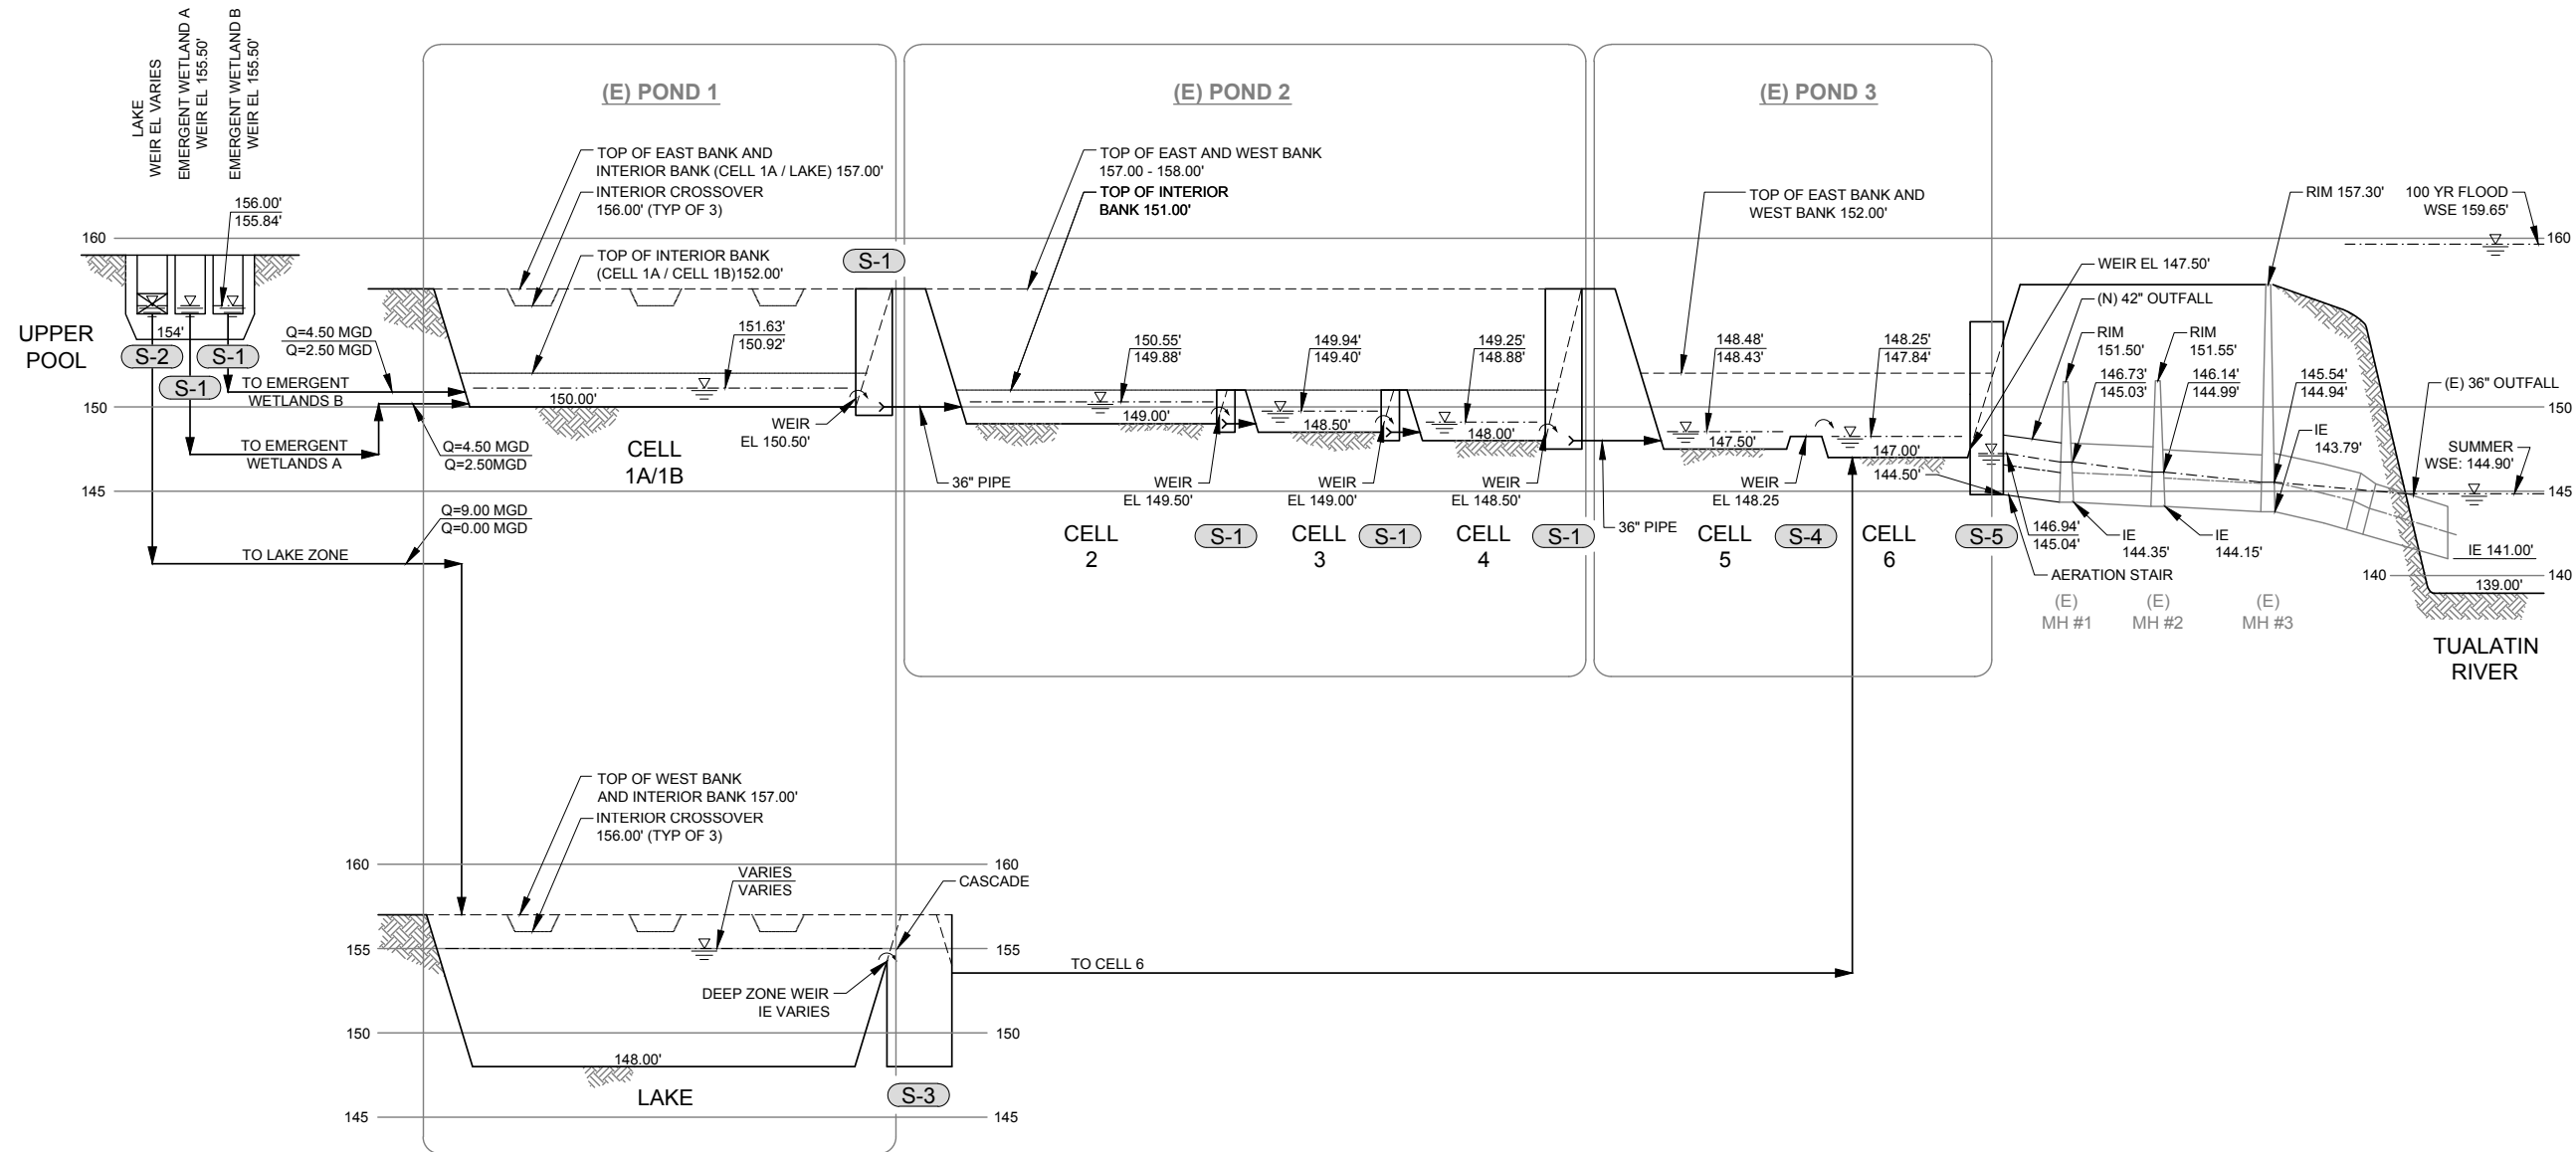 LAKE
WEIR EL VARIES
EMERGENT WETLAND A
WEIR EL 155.50'
EMERGENT WETLAND B
WEIR EL 155.50'
156.00'
155.84'
160
UPPER
POOL
154'
S-2
S-1
S-1
Q=4.50 MGD
Q=2.50 MGD
TO EMERGENT
WETLANDS B
150
TO EMERGENT
WETLANDS A
Q=4.50 MGD
Q=2.50MGD
145
Q=9.00 MGD
Q=0.00 MGD
TO LAKE ZONE
(E) POND 1
TOP OF EAST BANK AND
INTERIOR BANK (CELL 1A / LAKE) 157.00'
INTERIOR CROSSOVER
156.00' (TYP OF 3)
TOP OF INTERIOR BANK
(CELL 1A / CELL 1B)152.00'
S-1
151.63'
150.92'
150.00'
WEIR
EL 150.50'
CELL
1A/1B
36" PIPE
(E) POND 2
TOP OF EAST AND WEST BANK
157.00 - 158.00'
TOP OF INTERIOR
BANK 151.00'
150.55'
149.88'
149.94'
149.40'
149.25'
148.88'
149.00'
148.50'
148.00'
WEIR
EL 149.50'
WEIR
EL 149.00'
WEIR
EL 148.50'
CELL
2
S-1
CELL
3
S-1
CELL
4
S-1
36" PIPE
(E) POND 3
TOP OF EAST BANK AND
WEST BANK 152.00'
148.48'
148.43'
148.25'
147.84'
147.50'
147.00'
144.50'
WEIR
EL 148.25
CELL
5
S-4
CELL
6
S-5
RIM 157.30'
100 YR FLOOD
WSE 159.65'
160
WEIR EL 147.50'
(N) 42" OUTFALL
RIM
151.50'
RIM
151.55'
146.73'
145.03'
146.14'
144.99'
145.54'
144.94'
(E) 36" OUTFALL
150
IE
143.79'
SUMMER
WSE: 144.90'
145
146.94'
145.04'
IE
144.35'
IE
144.15'
IE 141.00'
AERATION STAIR
140
140
139.00'
(E)
MH #1
(E)
MH #2
(E)
MH #3
TUALATIN
RIVER
TOP OF WEST BANK
AND INTERIOR BANK 157.00'
INTERIOR CROSSOVER
156.00' (TYP OF 3)
160
160
VARIES
VARIES
CASCADE
155
155
TO CELL 6
DEEP ZONE WEIR
IE VARIES
150
150
148.00'
LAKE
S-3
145
145